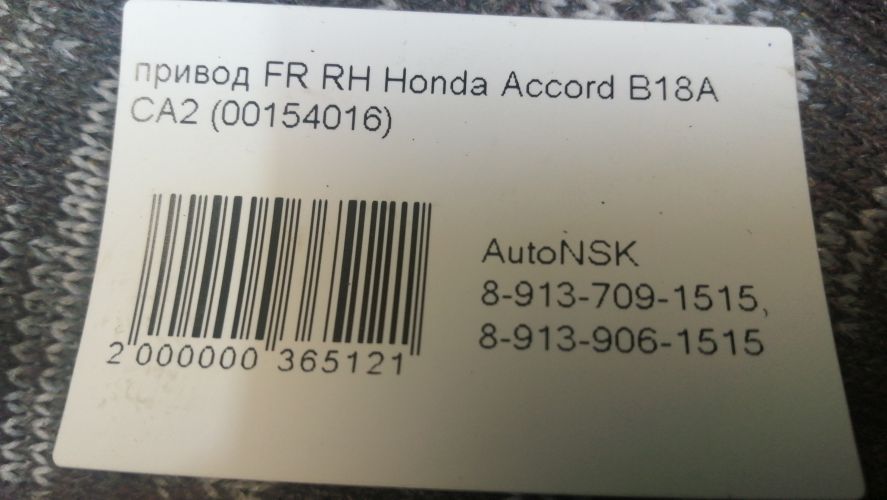 привод FR RH Honda Accord B18A
CA2 (00154016)
AutoNSK
8-913-709-1515,
8-913-906-1515
2 000000 365121